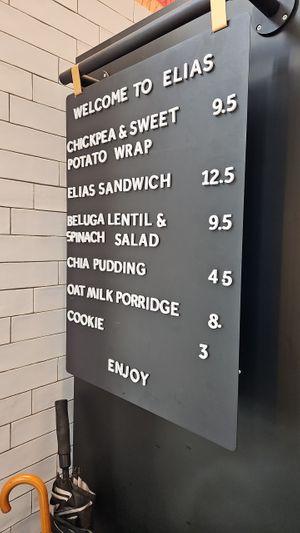 WELCOME TO ELIAS
CHICKPEA & SWEET 9.5
POTATO WRAP
ELIAS SANDWICH 12.5
BELUGA LENTIL & 9.5
SPINACH SALAD
CHIA PUDDING 4 5
OAT MILK PORRIDGE 8.
COOKIE 3
ENJOY